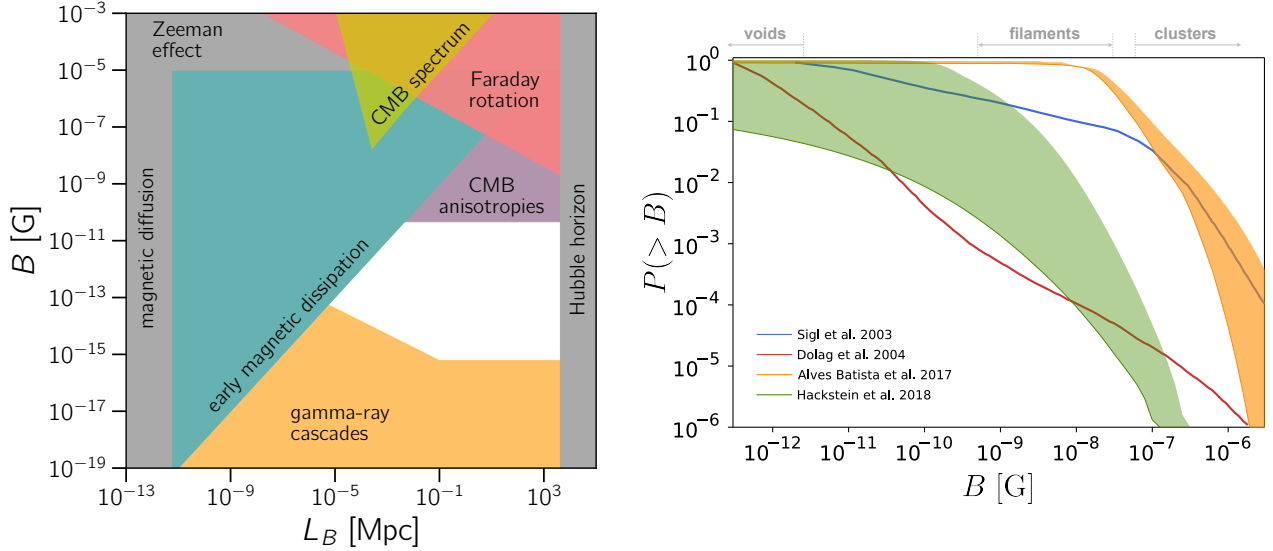 10⁻³
10⁻⁵
10⁻⁷
10⁻⁹
10⁻¹¹
10⁻¹³
10⁻¹⁵
10⁻¹⁷
10⁻¹⁹
B [G]
Zeeman
effect
magnetic diffusion
early magnetic dissipation
CMB spectrum
Faraday
rotation
CMB
anisotropies
Hubble horizon
gamma-ray
cascades
10⁻¹³
10⁻⁹
10⁻⁵
10⁻¹
10³
L_B [Mpc]
voids
filaments
clusters
10⁰
10⁻¹
10⁻²
10⁻³
10⁻⁴
10⁻⁵
10⁻⁶
P(> B)
Sigl et al. 2003
Dolag et al. 2004
Alves Batista et al. 2017
Hackstein et al. 2018
10⁻¹²
10⁻¹¹
10⁻¹⁰
10⁻⁹
10⁻⁸
10⁻⁷
10⁻⁶
B [G]